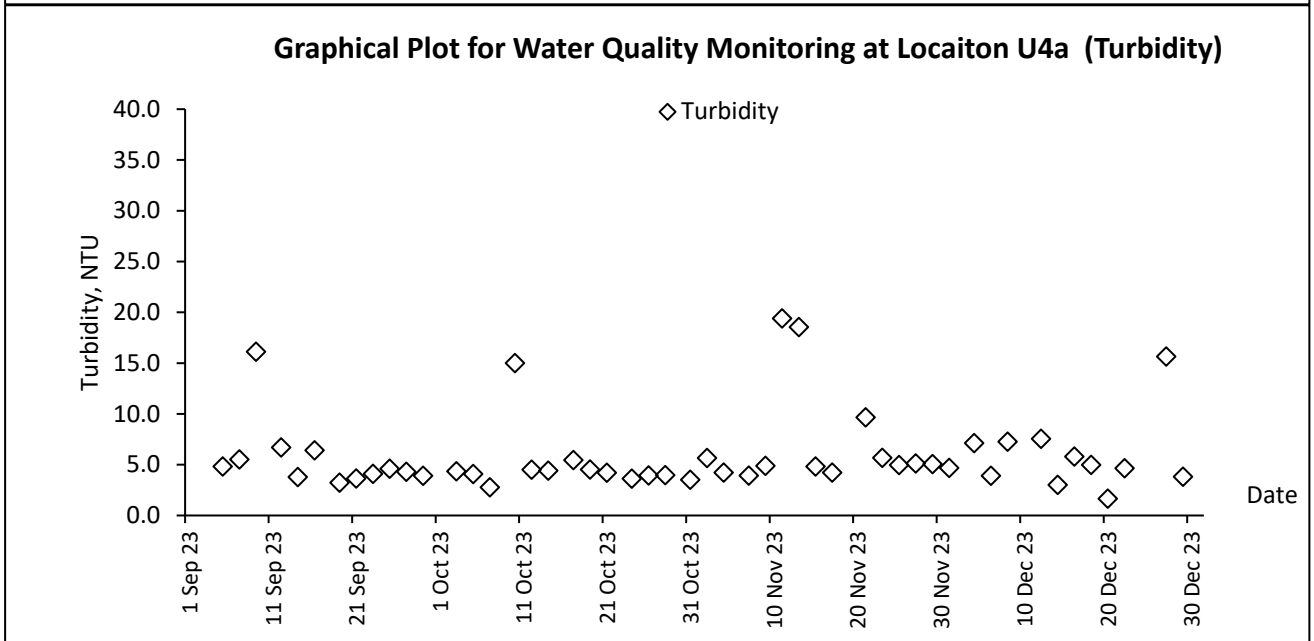 Graphical Plot for Water Quality Monitoring at Locaiton U4a (Turbidity)
Turbidity
40.0
35.0
30.0
25.0
20.0
15.0
10.0
5.0
0.0
Turbidity, NTU
Date
1 Sep 23
11 Sep 23
21 Sep 23
1 Oct 23
11 Oct 23
21 Oct 23
31 Oct 23
10 Nov 23
20 Nov 23
30 Nov 23
10 Dec 23
20 Dec 23
30 Dec 23